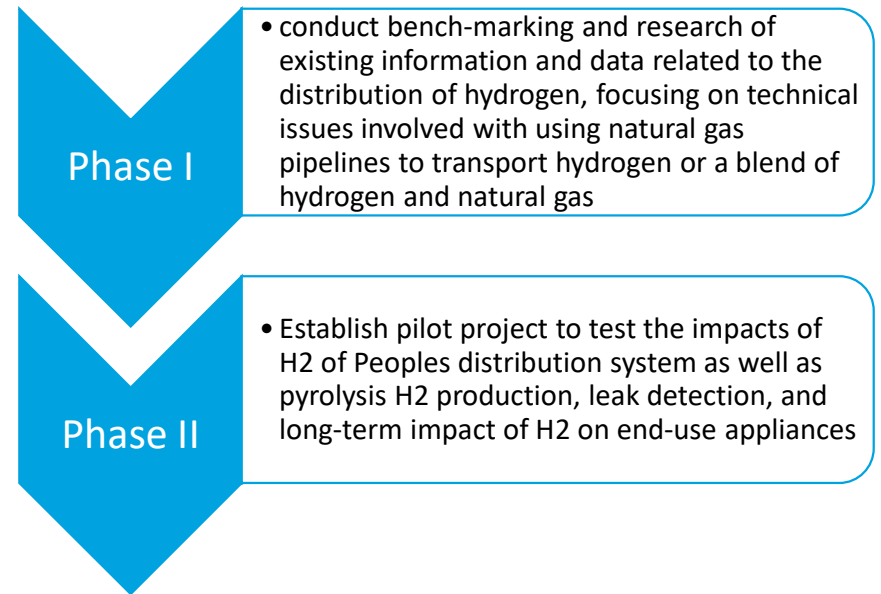 Phase I
• conduct bench-marking and research of
existing information and data related to the
distribution of hydrogen, focusing on technical
issues involved with using natural gas
pipelines to transport hydrogen or a blend of
hydrogen and natural gas
Phase II
• Establish pilot project to test the impacts of
H2 of Peoples distribution system as well as
pyrolysis H2 production, leak detection, and
long-term impact of H2 on end-use appliances